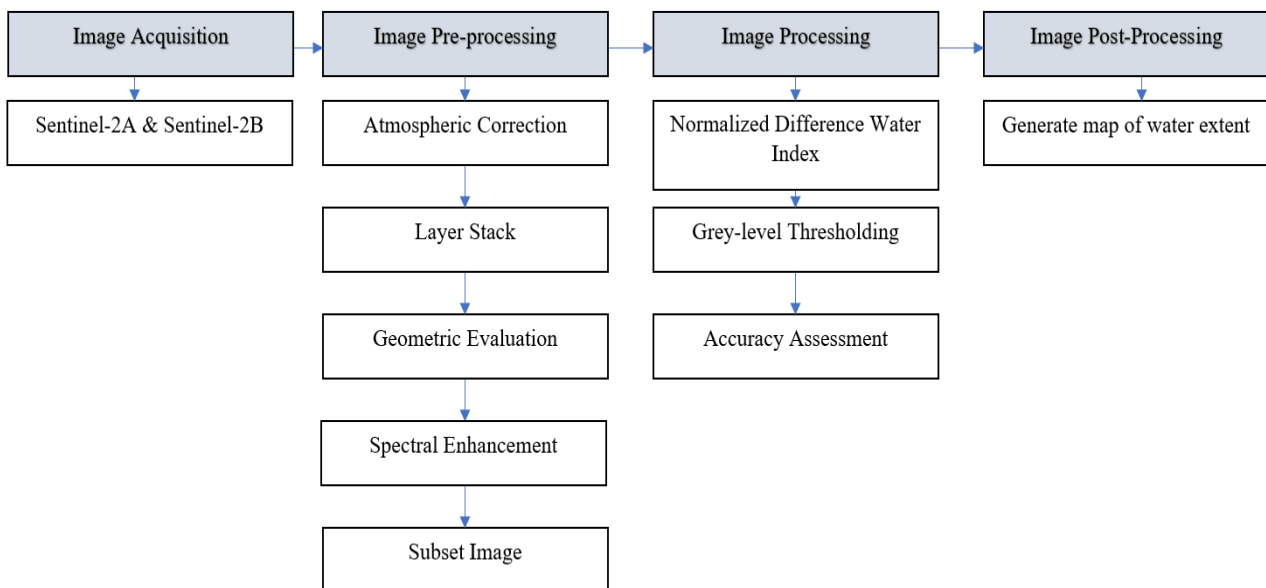 Image Acquisition
Image Pre-processing
Image Processing
Image Post-Processing
Sentinel-2A & Sentinel-2B
Atmospheric Correction
Normalized Difference Water
Index
Generate map of water extent
Layer Stack
Grey-level Thresholding
Geometric Evaluation
Accuracy Assessment
Spectral Enhancement
Subset Image